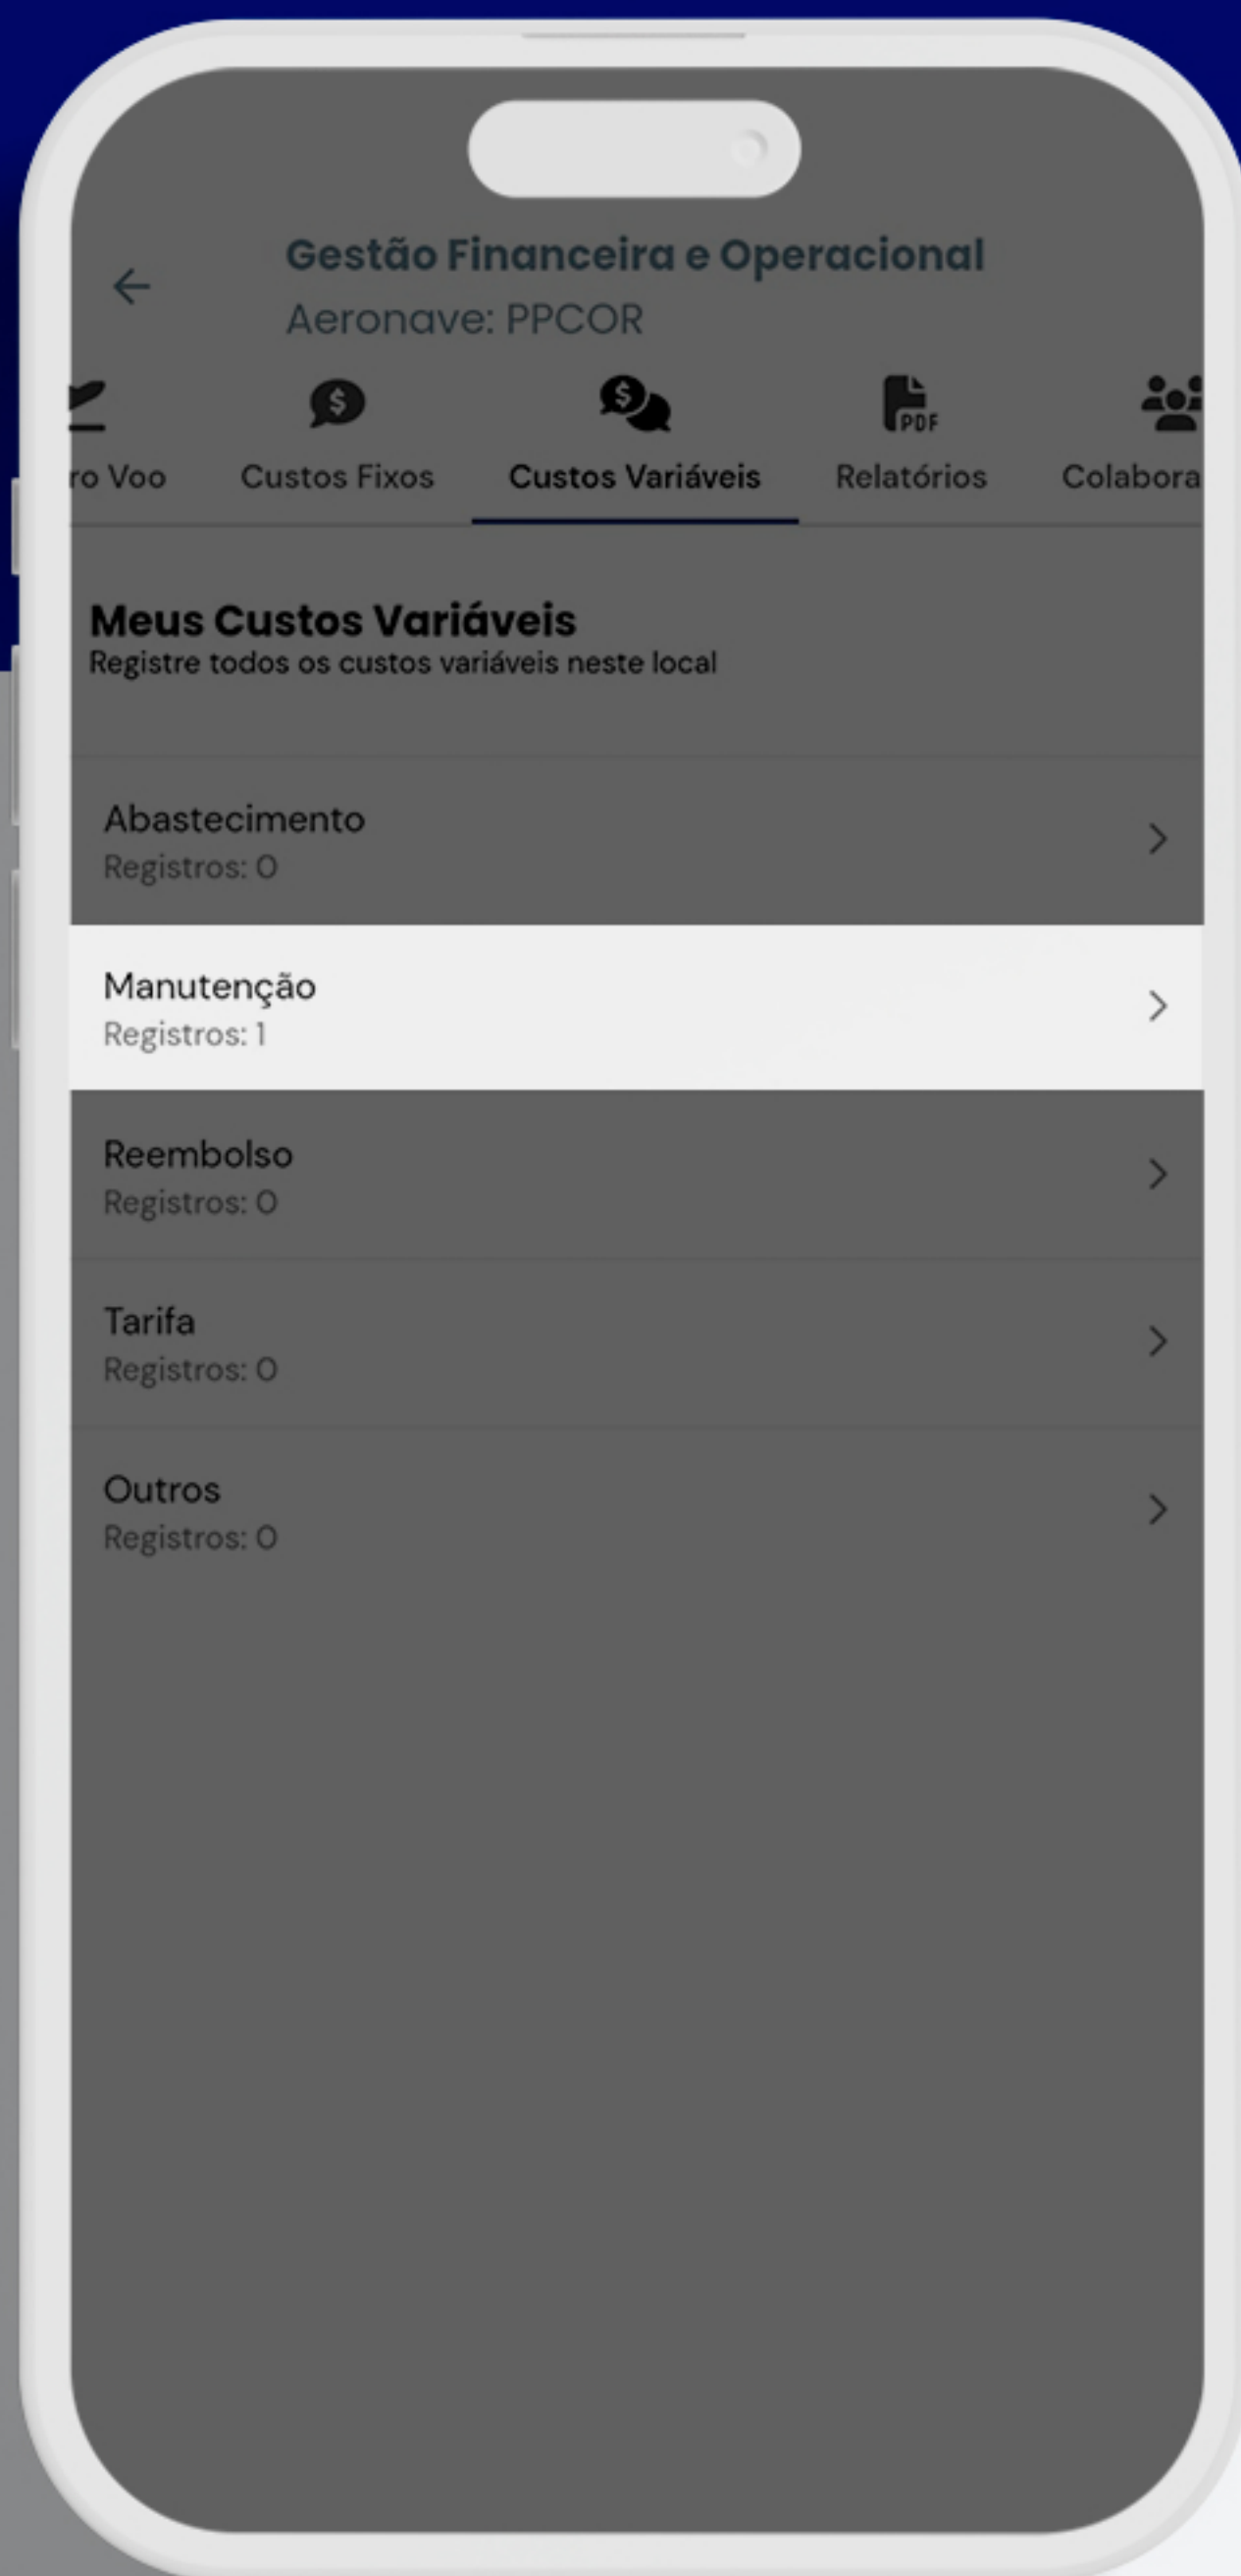 Gestão Financeira e Operacional
Aeronave: PPCOR
$
$
PDF
ro Voo
Custos Fixos
Custos Variáveis
Relatórios
Colabora
Meus Custos Variáveis
Registre todos os custos variáveis neste local
Abastecimento
Registros: 0
Manutenção
Registros: 1
Reembolso
Registros: 0
Tarifa
Registros: 0
Outros
Registros: 0